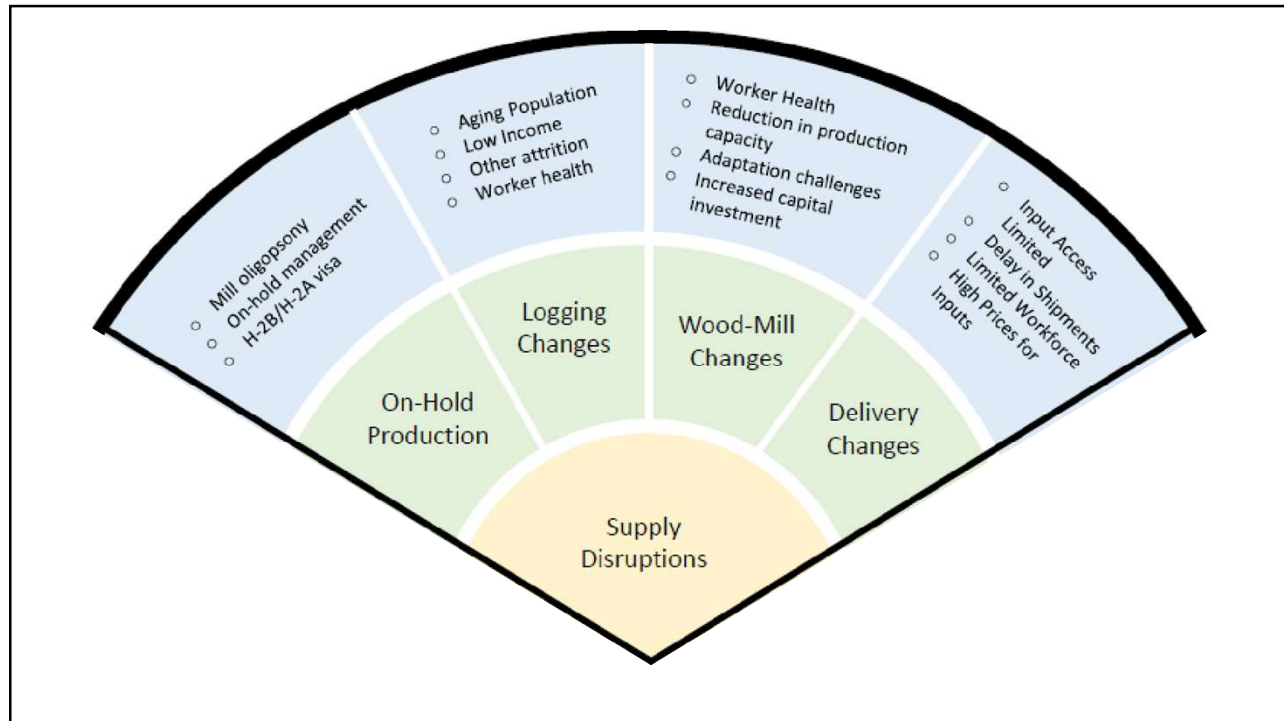 ○ Mill oligopsony
○ On-hold management
○ H-2B/H-2A visa
○ Aging Population
○ Low Income
○ Other attrition
○ Worker health
○ Worker Health
○ Reduction in production
capacity
○ Adaptation challenges
○ Increased capital
investment
○ Input Access
Limited
○ Delay in Shipments
○ Limited Workforce
○ High Prices for
Inputs
On-Hold
Production
Logging
Changes
Wood-Mill
Changes
Delivery
Changes
Supply
Disruptions